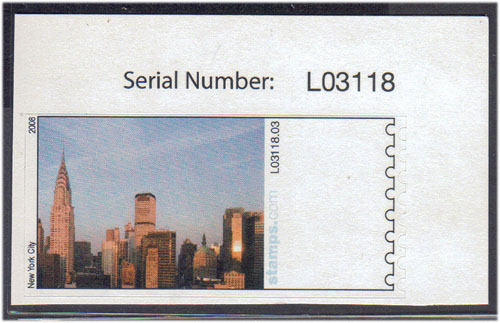 Serial Number: L03118
2008
New York City
L03118.03
stamps.com